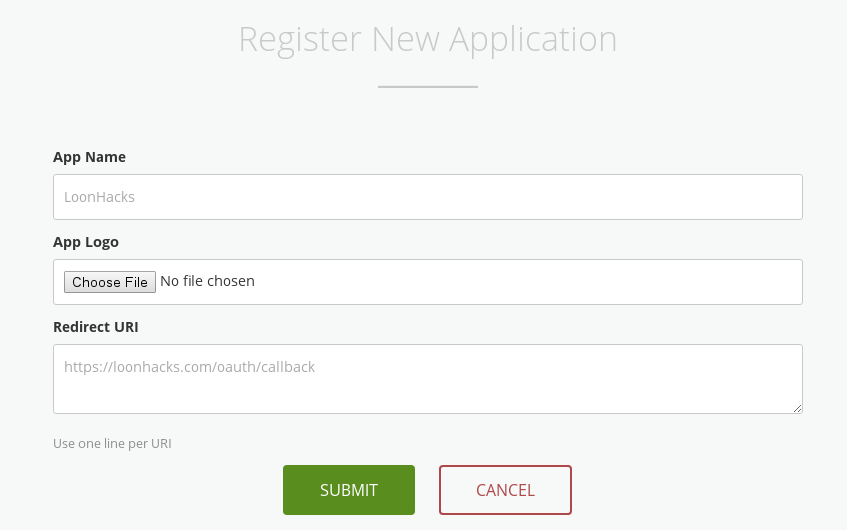 Register New Application
App Name
LoonHacks
App Logo
Choose File No file chosen
Redirect URI
https://loonhacks.com/oauth/callback
Use one line per URI
SUBMIT CANCEL